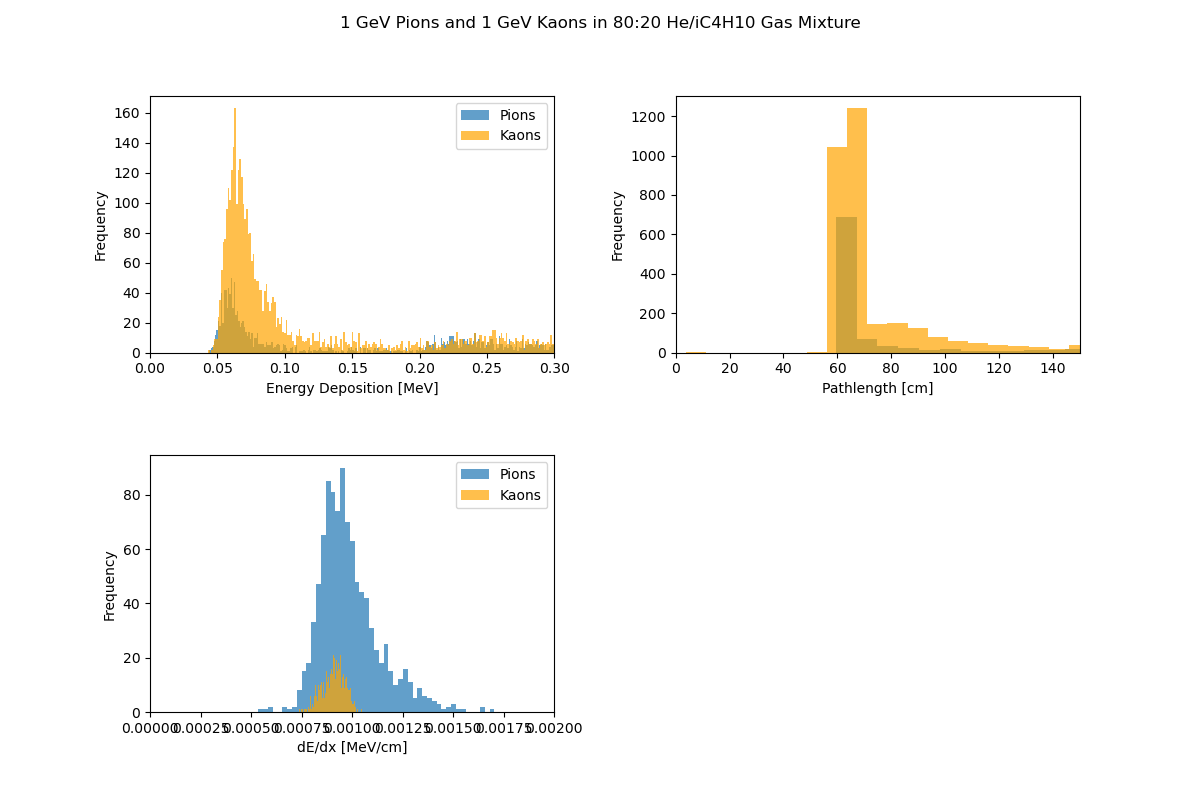 1 GeV Pions and 1 GeV Kaons in 80:20 He/iC4H10 Gas Mixture
160
140
120
100
80
60
40
20
0
Frequency
0.00 0.05 0.10 0.15 0.20 0.25 0.30
Energy Deposition [MeV]
Pions
Kaons
1200
1000
800
600
400
200
0
Frequency
0 20 40 60 80 100 120 140
Pathlength [cm]
80
60
40
20
0
Frequency
0.00000 0.00025 0.00050 0.00075 0.00100 0.00125 0.00150 0.00175 0.00200
dE/dx [MeV/cm]
Pions
Kaons